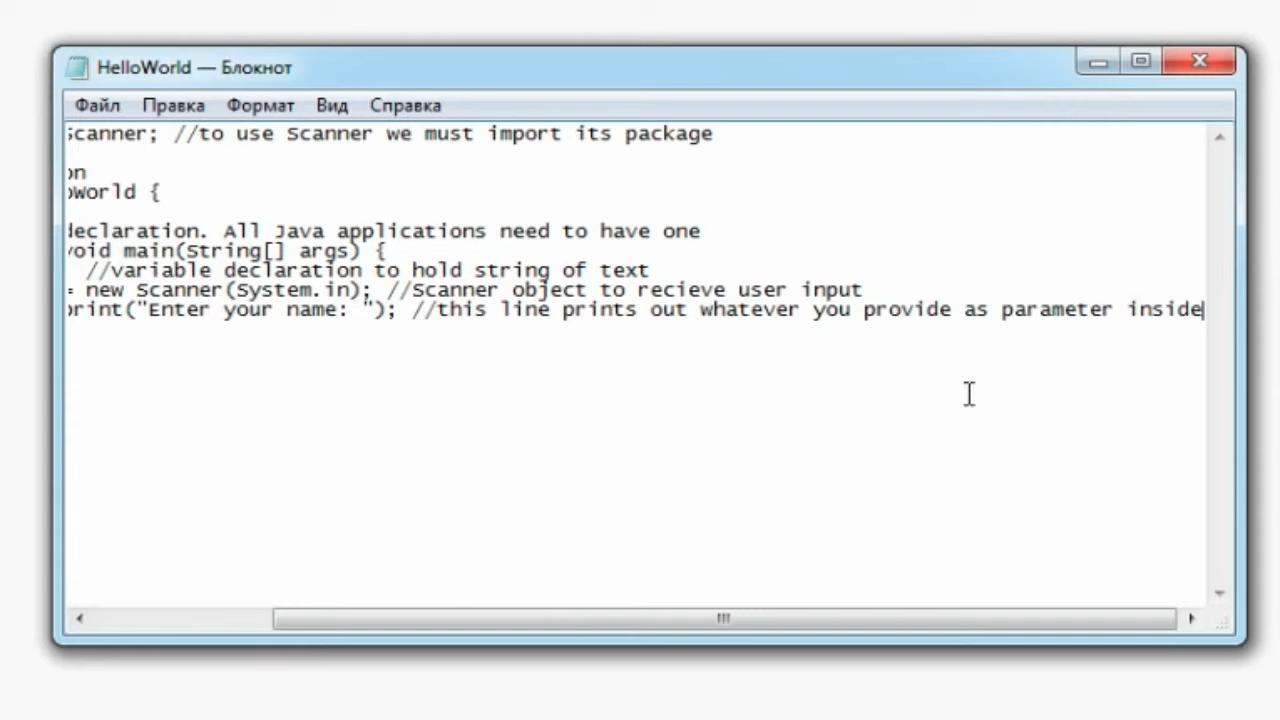 HelloWorld — Блокнот
Файл Правка Формат Вид Справка
Scanner; //to use Scanner we must import its package
on
oWorld {
declaration. All Java applications need to have one
void main(String[] args) {
//variable declaration to hold string of text
= new Scanner(System.in); //Scanner object to recieve user input
print("Enter your name: "); //this line prints out whatever you provide as parameter inside